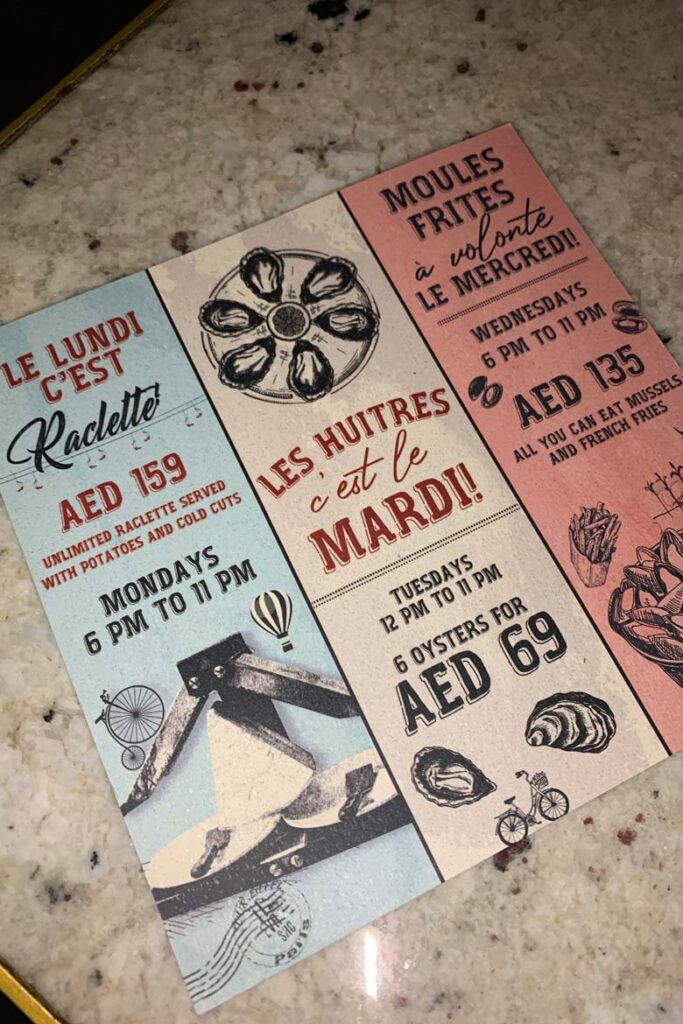 LE LUNDI
C'EST
Raclette!
AED 159
UNLIMITED RACLETTE SERVED
WITH POTATOES AND COLD CUTS
MONDAYS
6 PM TO 11 PM
LES HUITRES
c'est le
MARDI!
TUESDAYS
12 PM TO 11 PM
6 OYSTERS FOR
AED 69
MOULES
FRITES
à volonté
LE MERCREDI!
WEDNESDAYS
6 PM TO 11 PM
AED 135
ALL YOU CAN EAT MUSSELS
AND FRENCH FRIES